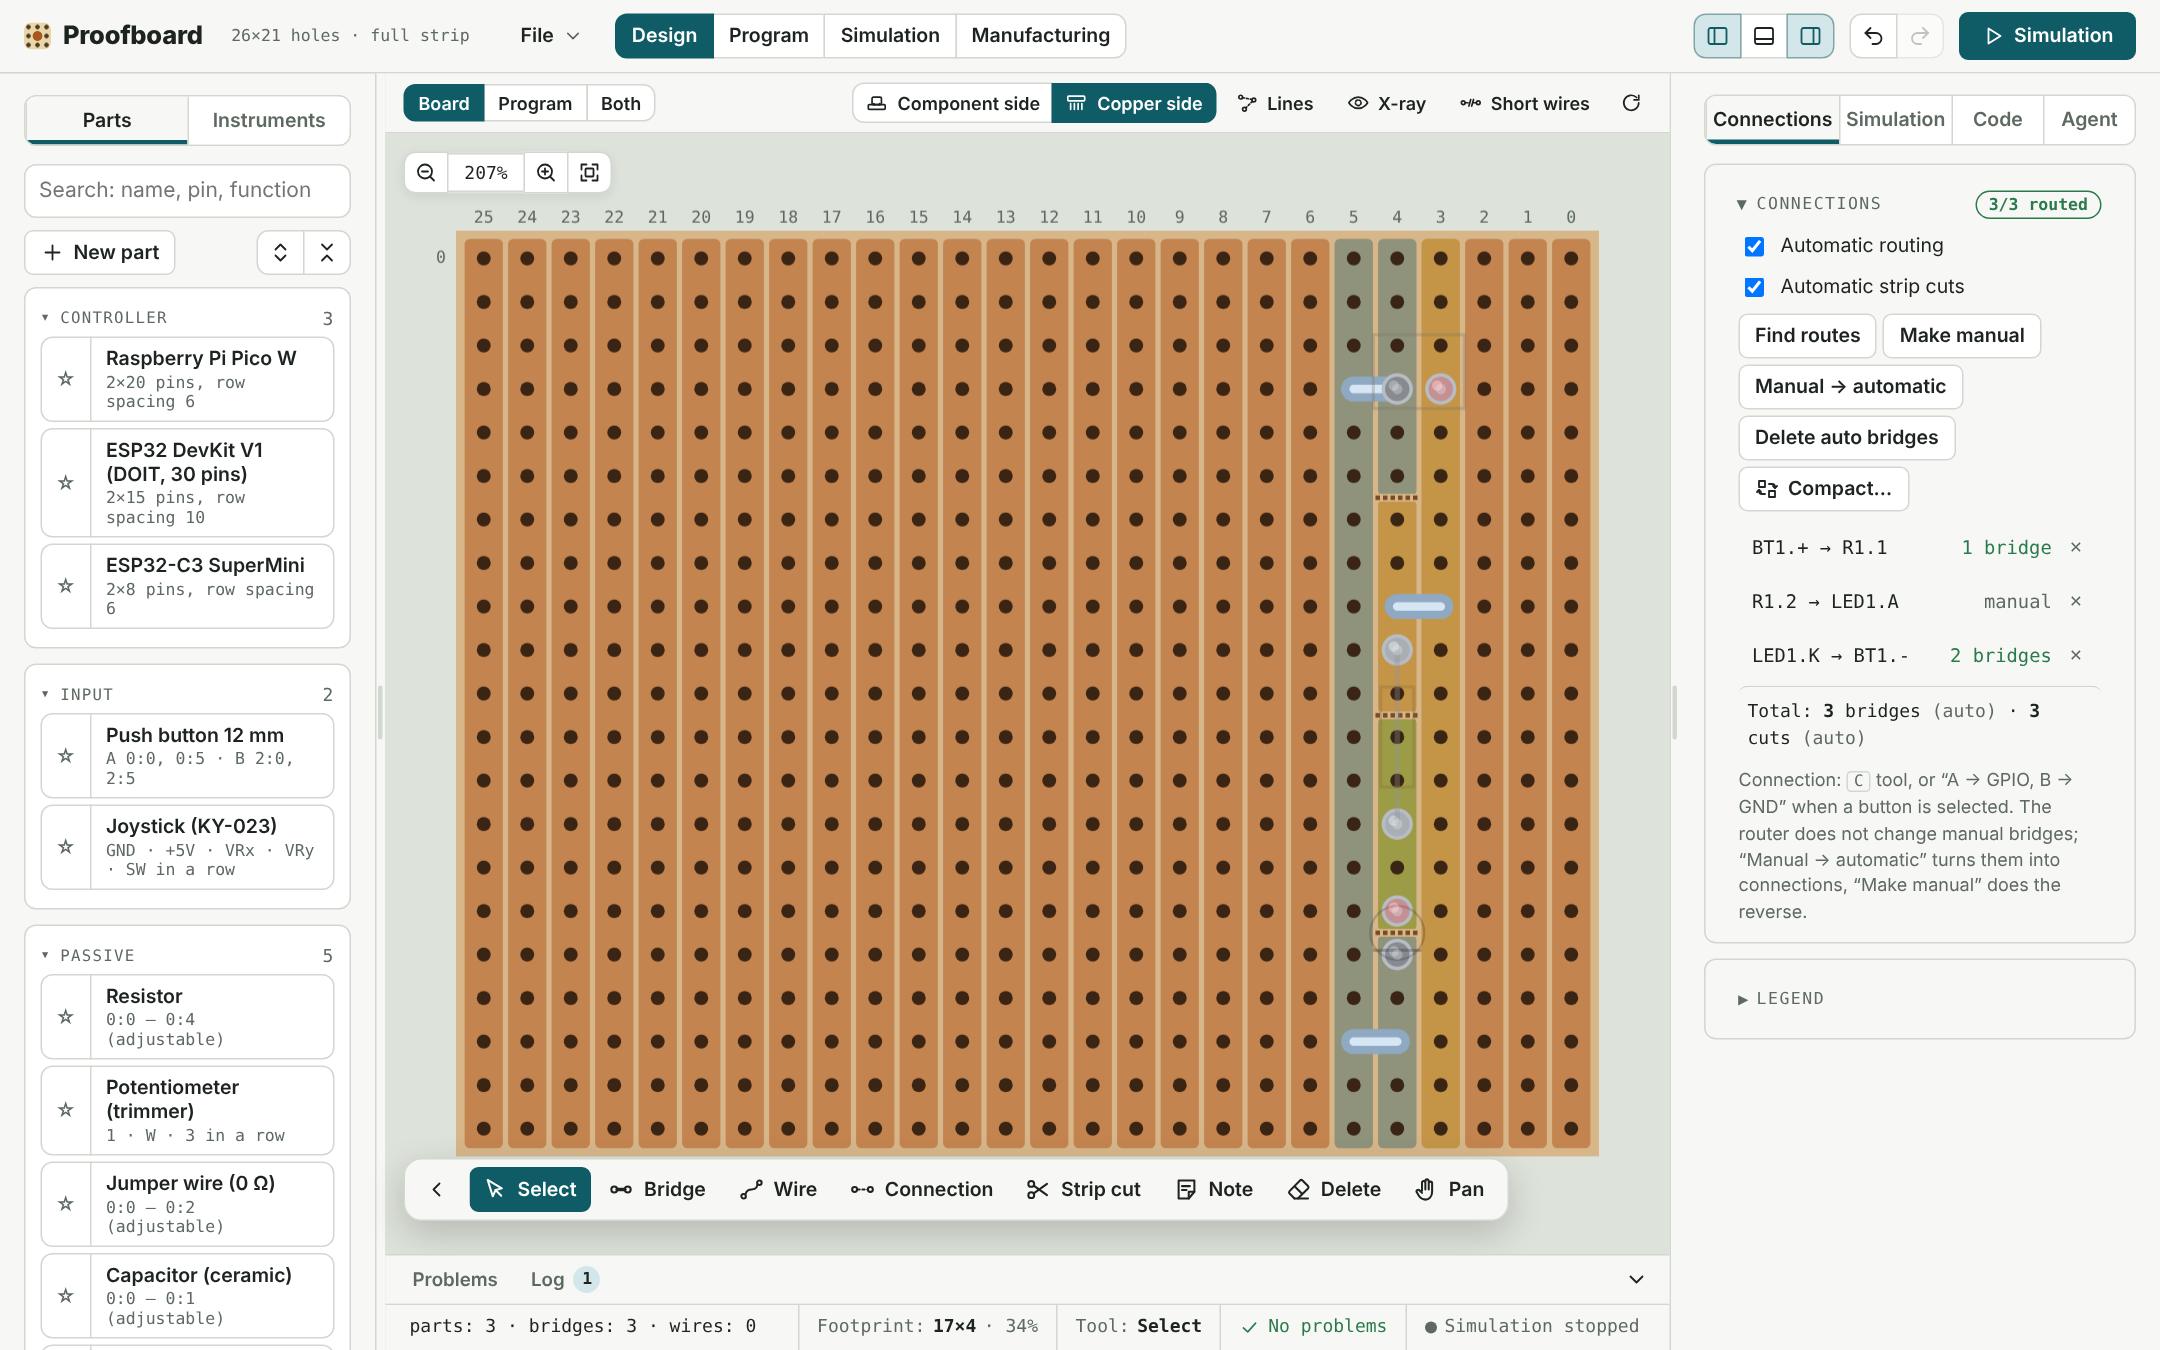 Proofboard
26×21 holes · full strip
File
Design
Program
Simulation
Manufacturing
Simulation
Parts
Instruments
Search: name, pin, function
New part
▾ CONTROLLER 3
Raspberry Pi Pico W
2×20 pins, row
spacing 6
ESP32 DevKit V1
(DOIT, 30 pins)
2×15 pins, row
spacing 10
ESP32-C3 SuperMini
2×8 pins, row spacing
6
▾ INPUT 2
Push button 12 mm
A 0:0, 0:5 · B 2:0,
2:5
Joystick (KY-023)
GND · +5V · VRx · VRy
· SW in a row
▾ PASSIVE 5
Resistor
0:0 — 0:4
(adjustable)
Potentiometer
(trimmer)
1 · W · 3 in a row
Jumper wire (0 Ω)
0:0 — 0:2
(adjustable)
Capacitor (ceramic)
0:0 — 0:1
(adjustable)
Board
Program
Both
Component side
Copper side
Lines
X-ray
Short wires
207%
25 24 23 22 21 20 19 18 17 16 15 14 13 12 11 10 9 8 7 6 5 4 3 2 1 0
0
Select
Bridge
Wire
Connection
Strip cut
Note
Delete
Pan
Problems
Log 1
parts: 3 · bridges: 3 · wires: 0
Footprint: 17×4 · 34%
Tool: Select
No problems
Simulation stopped
Connections
Simulation
Code
Agent
▼ CONNECTIONS
3/3 routed
Automatic routing
Automatic strip cuts
Find routes
Make manual
Manual → automatic
Delete auto bridges
Compact…
BT1.+ → R1.1 1 bridge ×
R1.2 → LED1.A manual ×
LED1.K → BT1.- 2 bridges ×
Total: 3 bridges (auto) · 3
cuts (auto)
Connection: C tool, or “A → GPIO, B →
GND” when a button is selected. The
router does not change manual bridges;
“Manual → automatic” turns them into
connections, “Make manual” does the
reverse.
▶ LEGEND